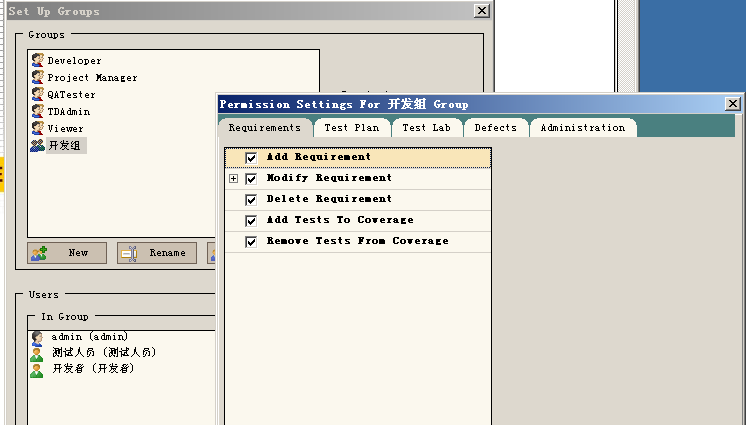 Set Up Groups
Groups
Developer
Project Manager
QATester
TDAdmin
Viewer
开发组
New
Rename
Users
In Group
admin (admin)
测试人员 (测试人员)
开发者 (开发者)
Permission Settings For 开发组 Group
Requirements
Test Plan
Test Lab
Defects
Administration
Add Requirement
Modify Requirement
Delete Requirement
Add Tests To Coverage
Remove Tests From Coverage